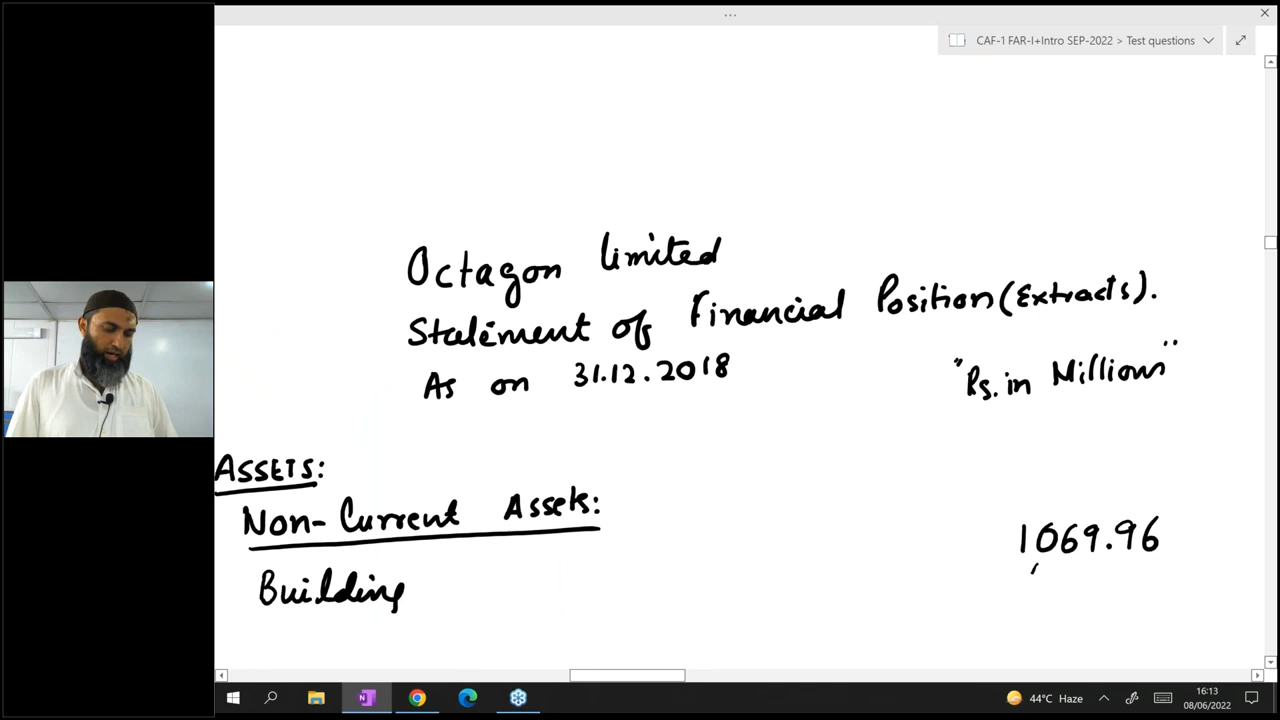 CAF-1 FAR-I+Intro SEP-2022 > Test questions
Octagon limited
Statement of Financial Position (Extracts).
As on 31.12.2018
"Rs. in Millions"
ASSETS:
Non-Current Assets:
1069.96
Building
44°C Haze
16:13
08/06/2022